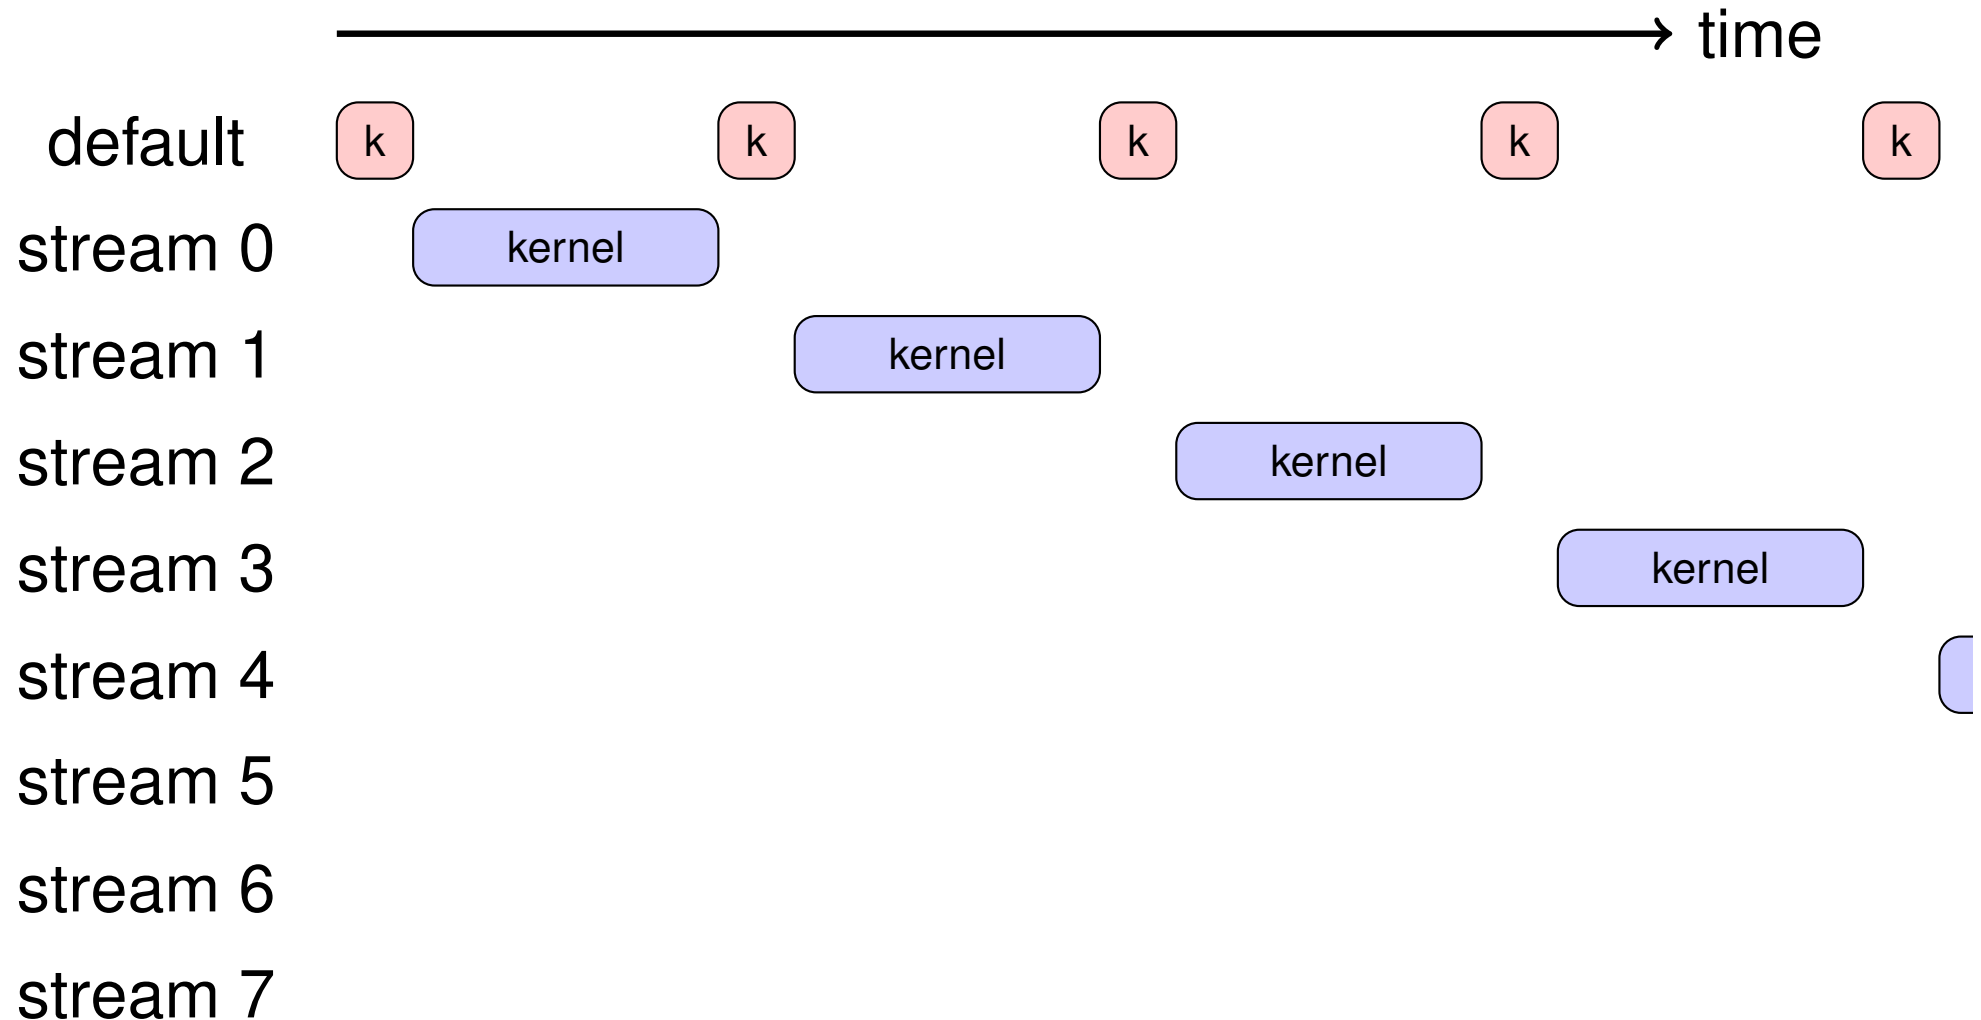 time
default k k k k k
stream 0 kernel
stream 1 kernel
stream 2 kernel
stream 3 kernel
stream 4
stream 5
stream 6
stream 7